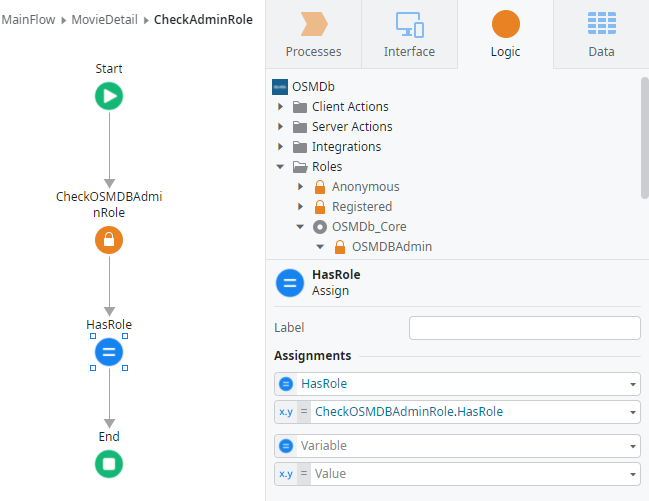 MainFlow MovieDetail CheckAdminRole
Start
CheckOSMDBAdmi
nRole
HasRole
End
Processes
Interface
Logic
Data
OSMDb
Client Actions
Server Actions
Integrations
Roles
Anonymous
Registered
OSMDb_Core
OSMDBAdmin
HasRole
Assign
Label
Assignments
HasRole
x.y = CheckOSMDBAdminRole.HasRole
Variable
x.y = Value